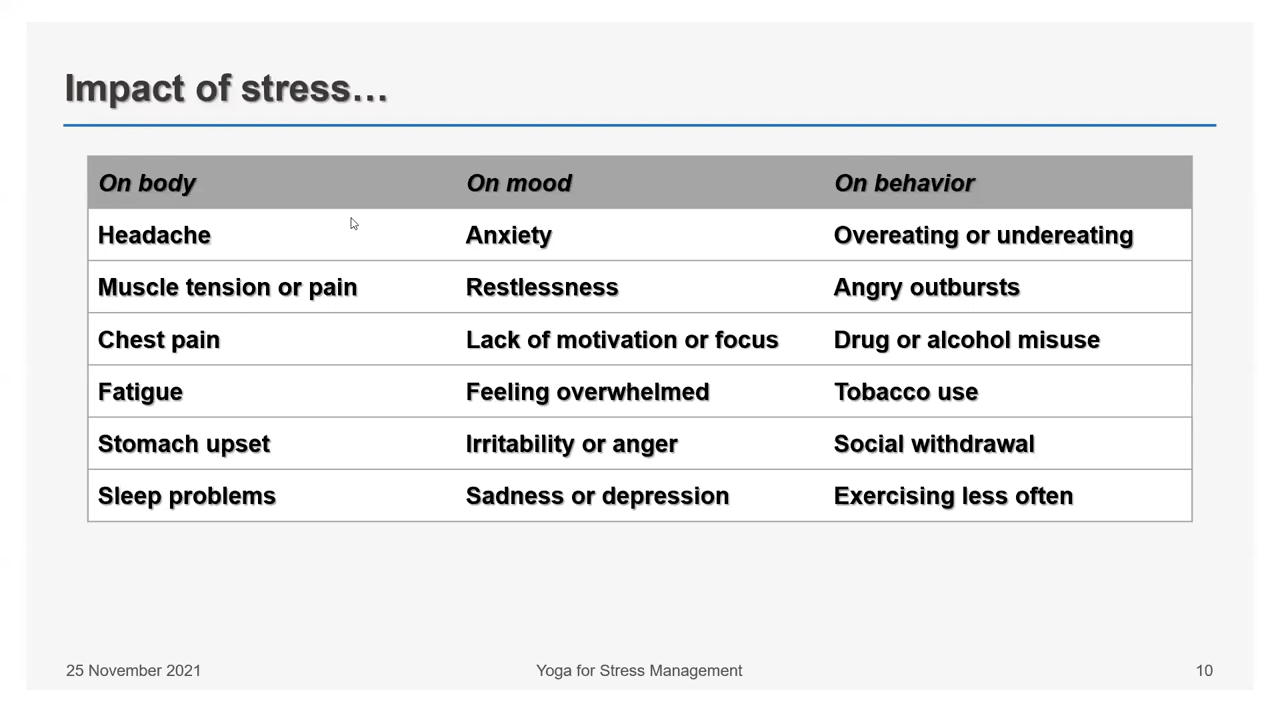 Impact of stress…
On body On mood On behavior
Headache Anxiety Overeating or undereating
Muscle tension or pain Restlessness Angry outbursts
Chest pain Lack of motivation or focus Drug or alcohol misuse
Fatigue Feeling overwhelmed Tobacco use
Stomach upset Irritability or anger Social withdrawal
Sleep problems Sadness or depression Exercising less often
25 November 2021 Yoga for Stress Management 10